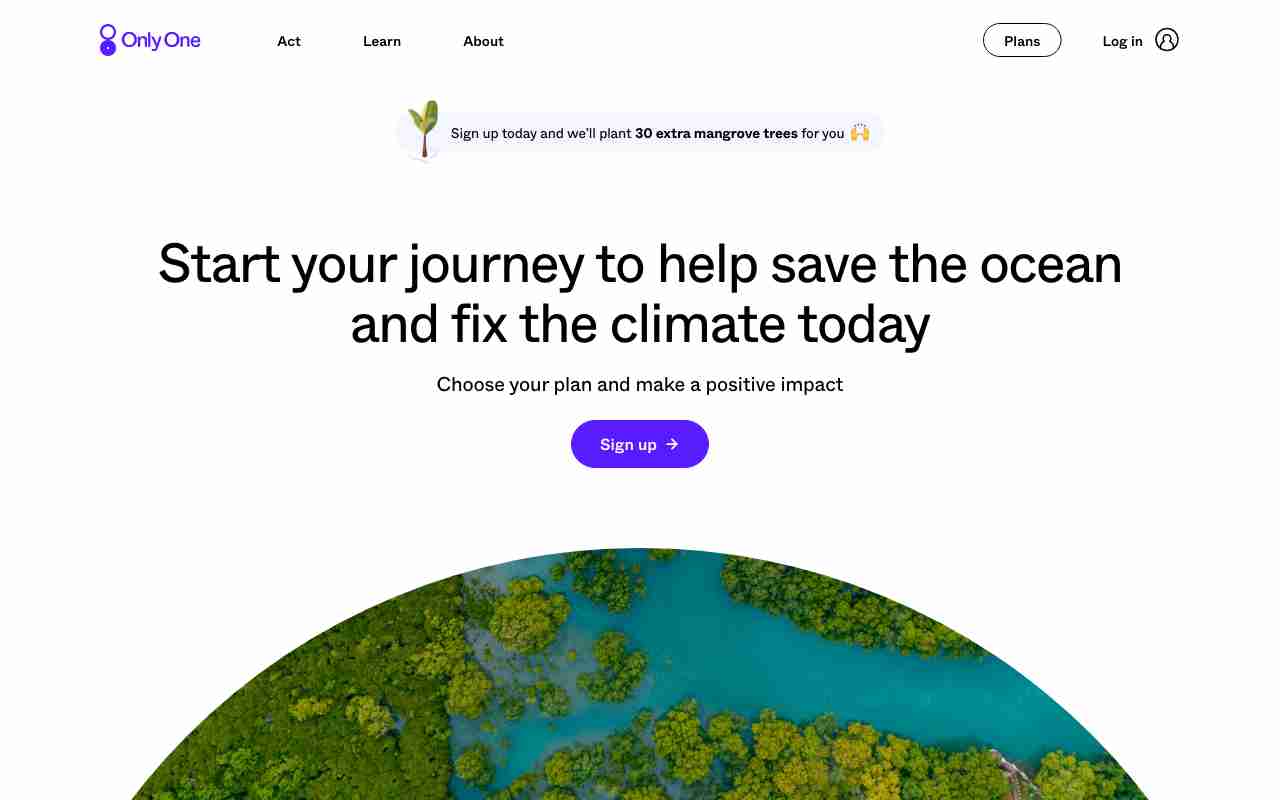 Only One
Act
Learn
About
Plans
Log in
Sign up today and we'll plant 30 extra mangrove trees for you 🙌
Start your journey to help save the ocean
and fix the climate today
Choose your plan and make a positive impact
Sign up →